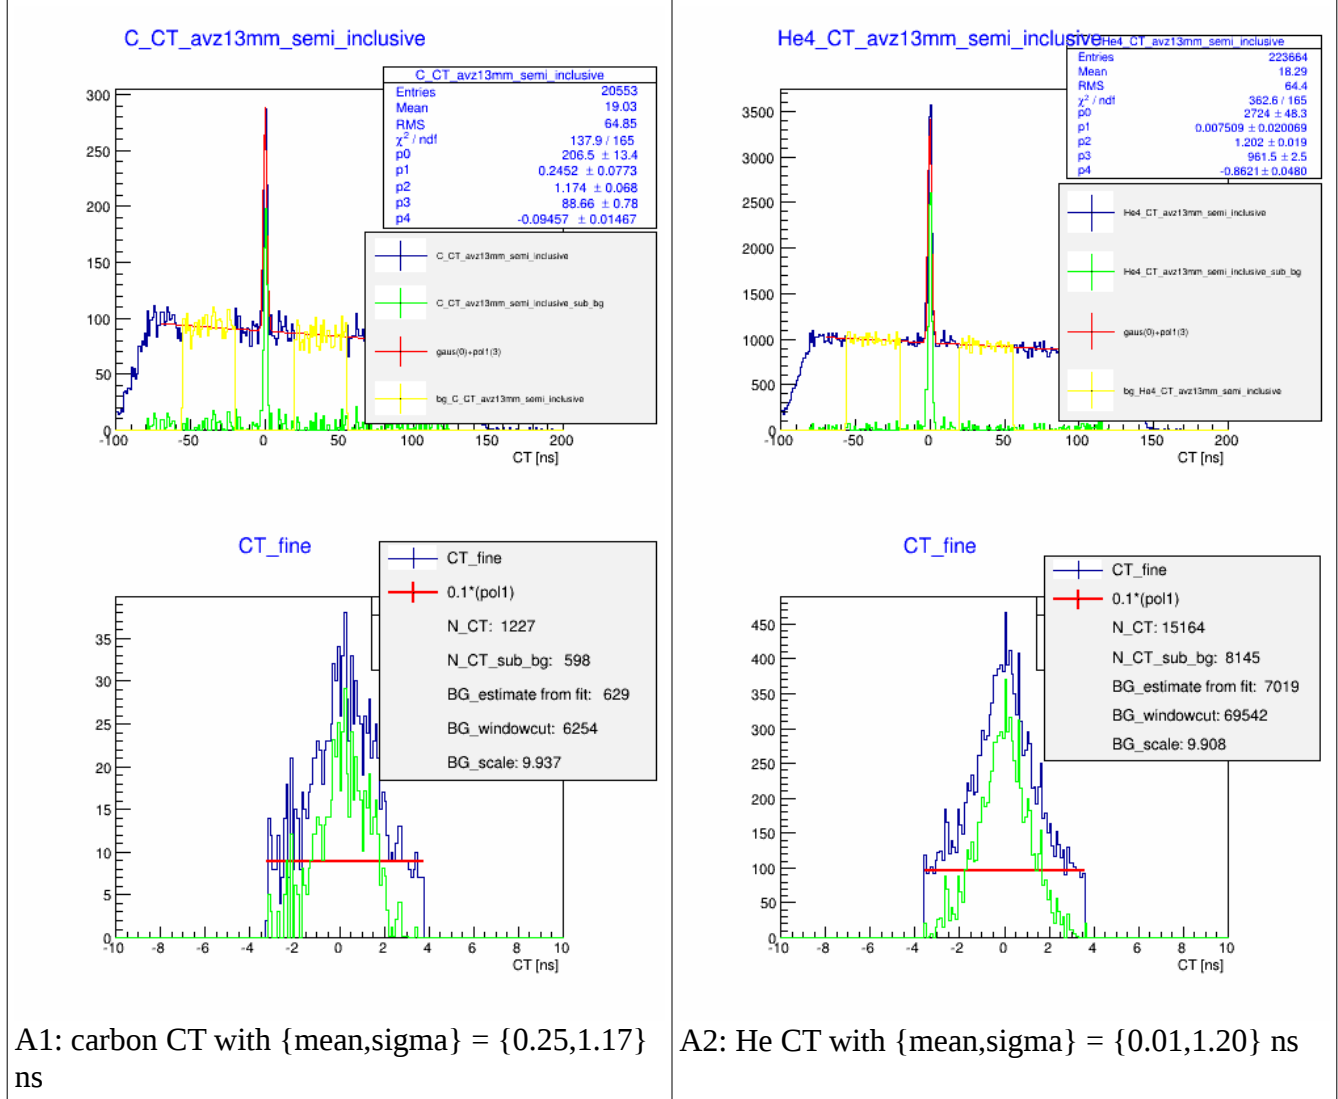 C_CT_avz13mm_semi_inclusive
C_CT_avz13mm_semi_inclusive
Entries 20553
Mean 19.03
RMS 64.85
χ² / ndf 137.9 / 165
p0 206.5 ± 13.4
p1 0.2452 ± 0.0773
p2 1.174 ± 0.068
p3 88.66 ± 0.78
p4 -0.09457 ± 0.01467
C_CT_avz13mm_semi_inclusive
C_CT_avz13mm_semi_inclusive_sub_bg
gaus(0)+pol1(3)
bg_C_CT_avz13mm_semi_inclusive
300
250
200
150
100
50
0
-100 -50 0 50 100 150 200
CT [ns]
He4_CT_avz13mm_semi_inclusive
He4_CT_avz13mm_semi_inclusive
Entries 223664
Mean 18.29
RMS 64.4
χ² / ndf 362.6 / 165
p0 2724 ± 48.3
p1 0.007509 ± 0.020069
p2 1.202 ± 0.019
p3 961.5 ± 2.5
p4 -0.8621 ± 0.0480
He4_CT_avz13mm_semi_inclusive
He4_CT_avz13mm_semi_inclusive_sub_bg
gaus(0)+pol1(3)
bg_He4_CT_avz13mm_semi_inclusive
3500
3000
2500
2000
1500
1000
500
0
-100 -50 0 50 100 150 200
CT [ns]
CT_fine
CT_fine
0.1*(pol1)
N_CT: 1227
N_CT_sub_bg: 598
BG_estimate from fit: 629
BG_windowcut: 6254
BG_scale: 9.937
35
30
25
20
15
10
5
0
-10 -8 -6 -4 -2 0 2 4 6 8 10
CT [ns]
CT_fine
CT_fine
0.1*(pol1)
N_CT: 15164
N_CT_sub_bg: 8145
BG_estimate from fit: 7019
BG_windowcut: 69542
BG_scale: 9.908
450
400
350
300
250
200
150
100
50
0
-10 -8 -6 -4 -2 0 2 4 6 8 10
CT [ns]
A1: carbon CT with {mean,sigma} = {0.25,1.17}
ns
A2: He CT with {mean,sigma} = {0.01,1.20} ns